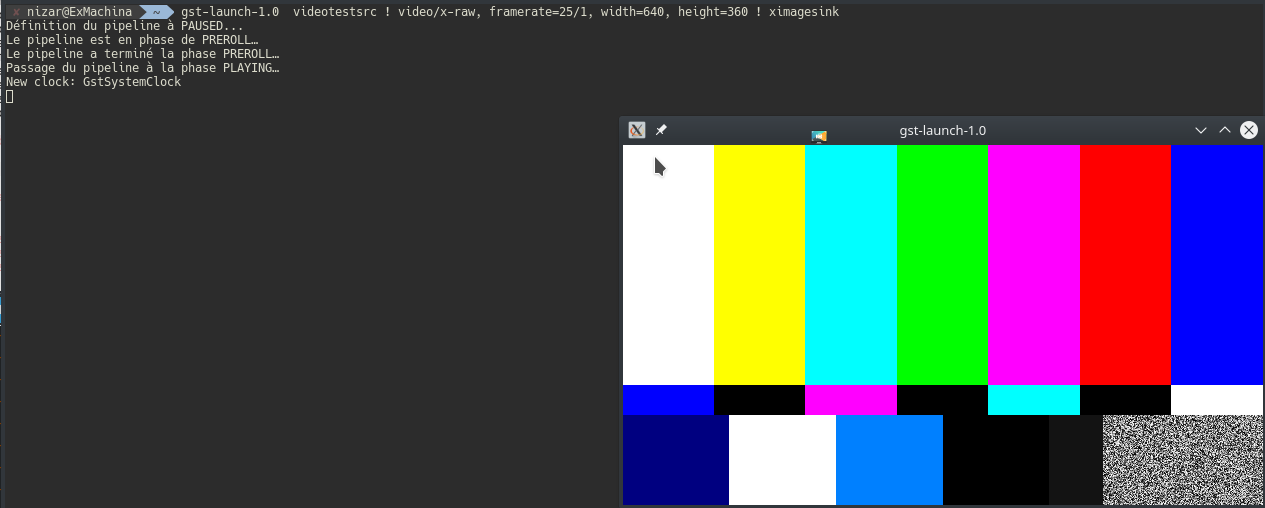 ✘ nizar@ExMachina ~ gst-launch-1.0  videotestsrc ! video/x-raw, framerate=25/1, width=640, height=360 ! ximagesink
Définition du pipeline à PAUSED...
Le pipeline est en phase de PREROLL…
Le pipeline a terminé la phase PREROLL…
Passage du pipeline à la phase PLAYING…
New clock: GstSystemClock
gst-launch-1.0